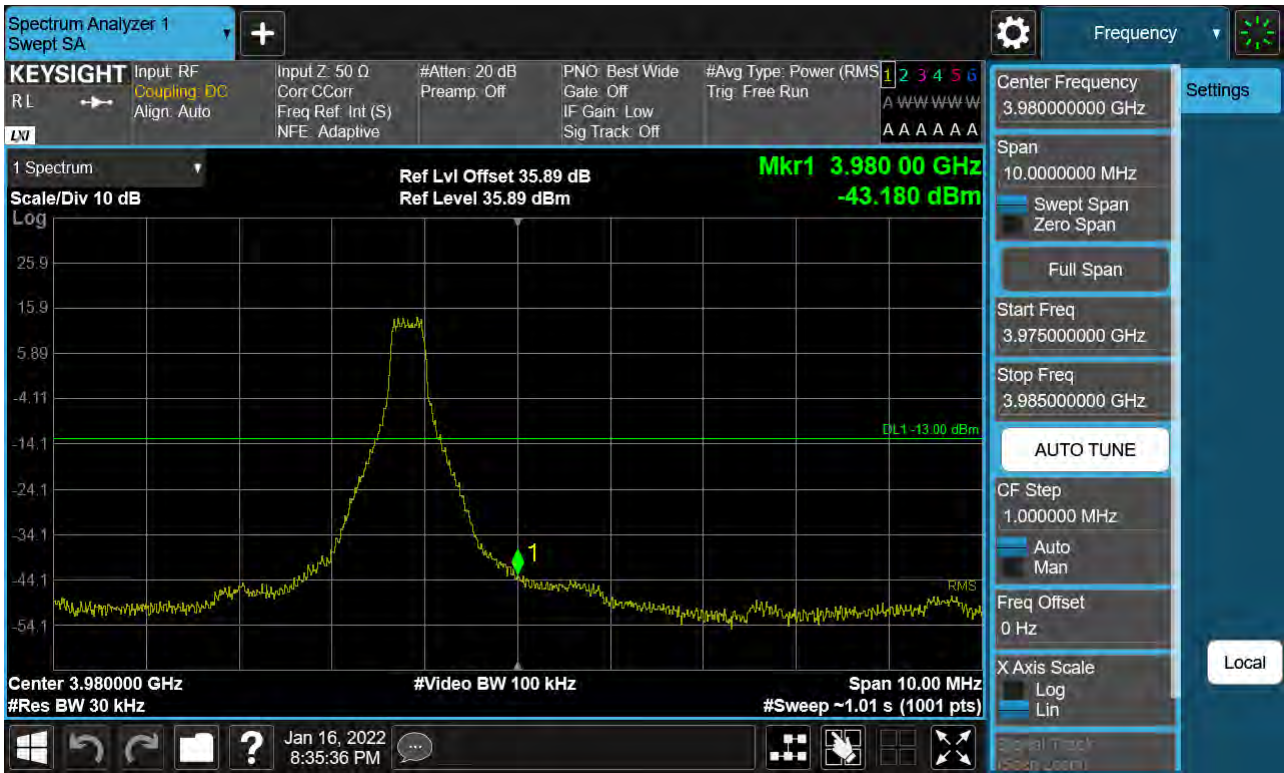 Spectrum Analyzer 1
Swept SA
+
Frequency
KEYSIGHT
R L
LXI
Input: RF
Coupling: DC
Align: Auto
Input Z: 50 Ω
Corr CCorr
Freq Ref: Int (S)
NFE: Adaptive
#Atten: 20 dB
Preamp: Off
PNO: Best Wide
Gate: Off
IF Gain: Low
Sig Track: Off
#Avg Type: Power (RMS
Trig: Free Run
1 2 3 4 5 6
A W W W W W
A A A A A A
1 Spectrum
Scale/Div 10 dB
Ref Lvl Offset 35.89 dB
Ref Level 35.89 dBm
Mkr1 3.980 00 GHz
-43.180 dBm
Log
25.9
15.9
5.89
-4.11
-14.1
-24.1
-34.1
-44.1
-54.1
DL1 -13.00 dBm
1
RMS
Center 3.980000 GHz
#Res BW 30 kHz
#Video BW 100 kHz
Span 10.00 MHz
#Sweep ~1.01 s (1001 pts)
Center Frequency
3.980000000 GHz
Settings
Span
10.0000000 MHz
Swept Span
Zero Span
Full Span
Start Freq
3.975000000 GHz
Stop Freq
3.985000000 GHz
AUTO TUNE
CF Step
1.000000 MHz
Auto
Man
Freq Offset
0 Hz
X Axis Scale
Log
Lin
Local
Signal Track
(Span Zoom)
?
Jan 16, 2022
8:35:36 PM